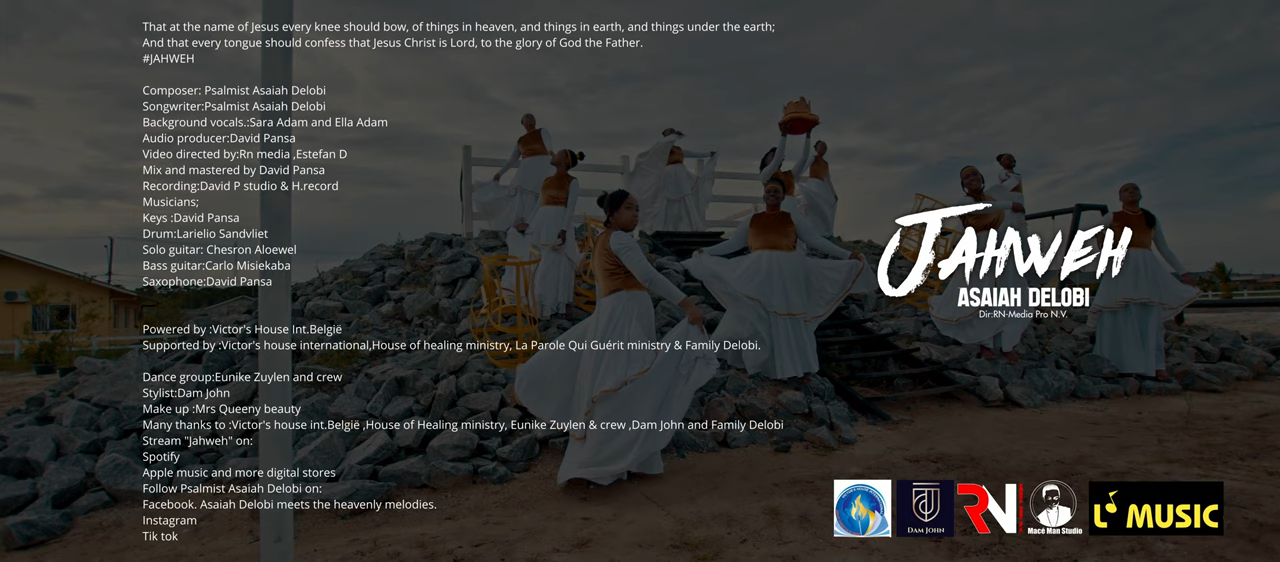 That at the name of Jesus every knee should bow, of things in heaven, and things in earth, and things under the earth;
And that every tongue should confess that Jesus Christ is Lord, to the glory of God the Father.
#JAHWEH
Composer: Psalmist Asaiah Delobi
Songwriter:Psalmist Asaiah Delobi
Background vocals.:Sara Adam and Ella Adam
Audio producer:David Pansa
Video directed by:Rn media ,Estefan D
Mix and mastered by David Pansa
Recording:David P studio & H.record
Musicians;
Keys :David Pansa
Drum:Larielio Sandvliet
Solo guitar: Chesron Aloewel
Bass guitar:Carlo Misiekaba
Saxophone:David Pansa
Powered by :Victor's House Int.België
Supported by :Victor's house international,House of healing ministry, La Parole Qui Guérit ministry & Family Delobi.
Dance group:Eunike Zuylen and crew
Stylist:Dam John
Make up :Mrs Queeny beauty
Many thanks to :Victor's house int.België ,House of Healing ministry, Eunike Zuylen & crew ,Dam John and Family Delobi
Stream "Jahweh" on:
Spotify
Apple music and more digital stores
Follow Psalmist Asaiah Delobi on:
Facebook. Asaiah Delobi meets the heavenly melodies.
Instagram
Tik tok
JAHWEH
ASAIAH DELOBI
Dir:RN-Media Pro N.V.
DAM JOHN
RN
Macé Man Studio
L' MUSIC